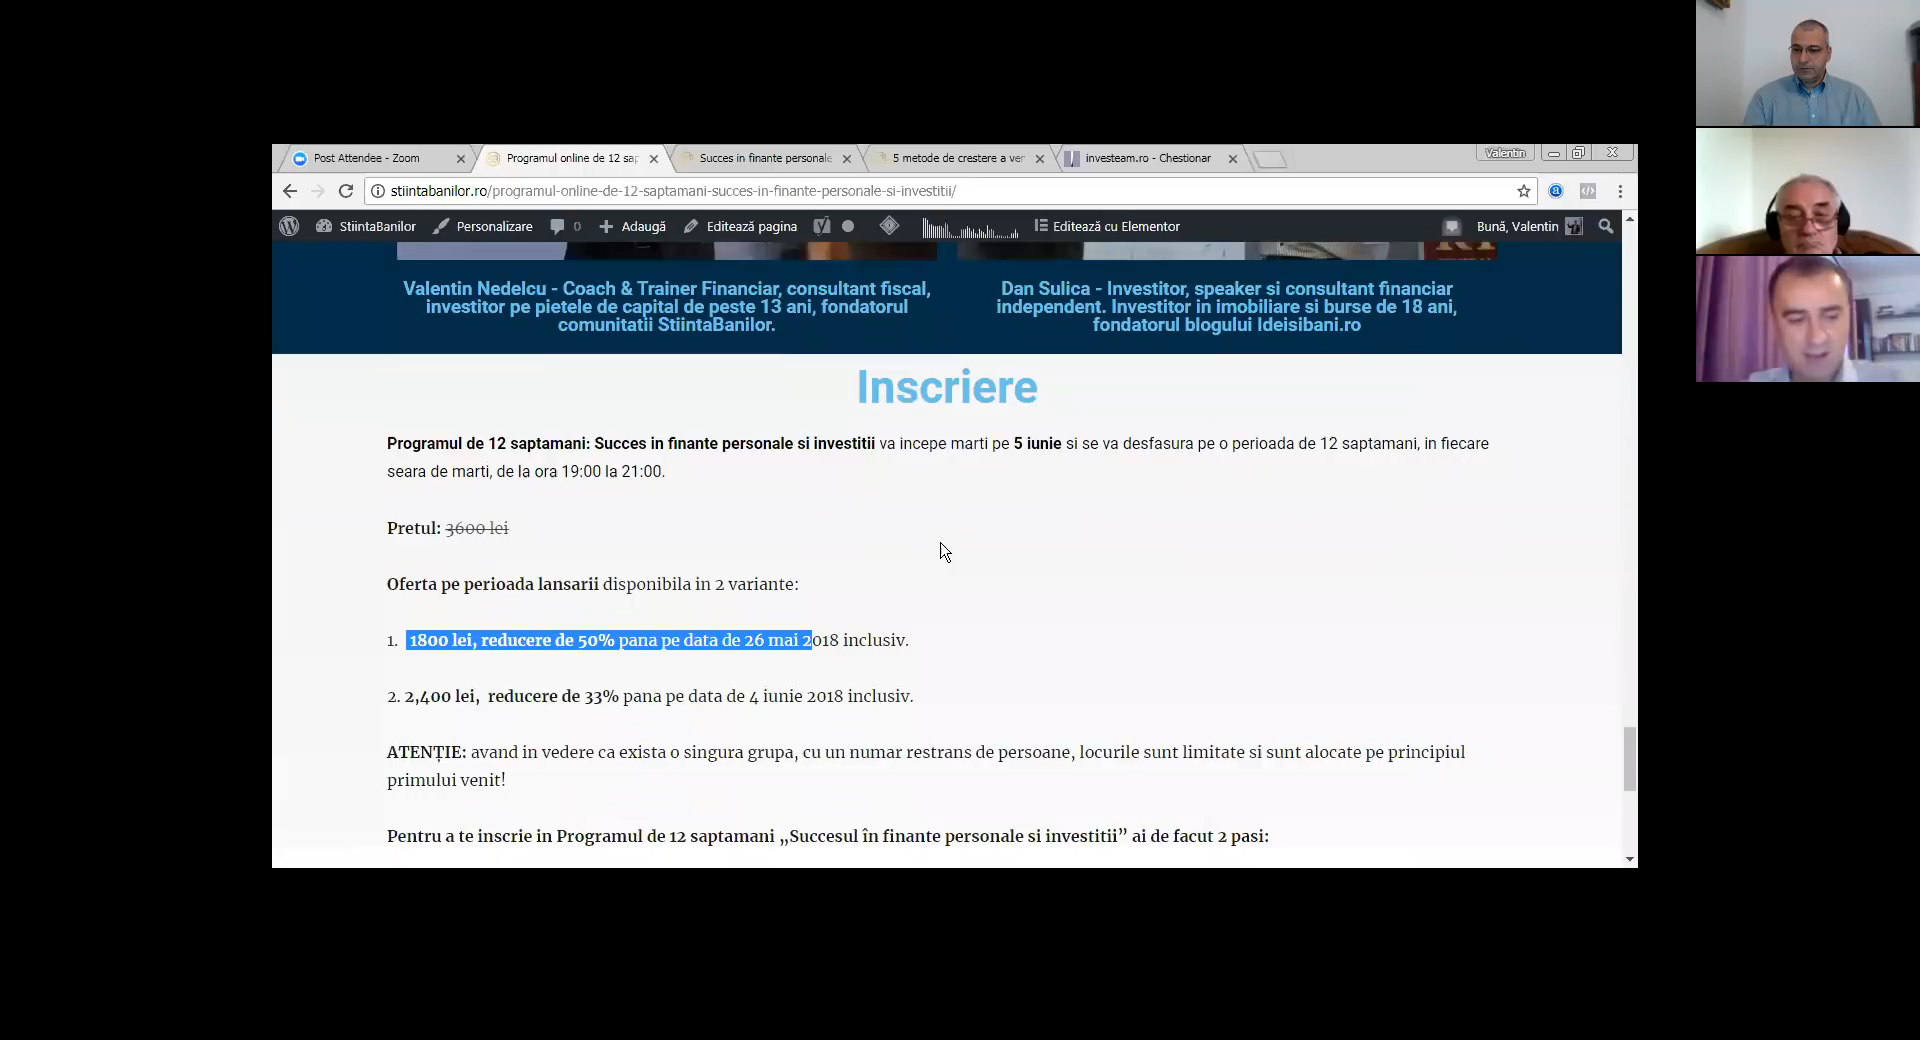 Post Attendee - Zoom
Programul online de 12 sap
Succes in finante personale
5 metode de crestere a ver
investeam.ro - Chestionar
Valentin
stiintabanilor.ro/programul-online-de-12-saptamani-succes-in-finante-personale-si-investitii/
StiintaBanilor
Personalizare
0
Adaugă
Editează pagina
Editează cu Elementor
Bună, Valentin
Valentin Nedelcu - Coach & Trainer Financiar, consultant fiscal,
investitor pe pietele de capital de peste 13 ani, fondatorul
comunitatii StiintaBanilor.
Dan Sulica - Investitor, speaker si consultant financiar
independent. Investitor in imobiliare si burse de 18 ani,
fondatorul blogului Ideisibani.ro
Inscriere
Programul de 12 saptamani: Succes in finante personale si investitii va incepe marti pe 5 iunie si se va desfasura pe o perioada de 12 saptamani, in fiecare
seara de marti, de la ora 19:00 la 21:00.
Pretul: 3600 lei
Oferta pe perioada lansarii disponibila in 2 variante:
1. 1800 lei, reducere de 50% pana pe data de 26 mai 2018 inclusiv.
2. 2,400 lei, reducere de 33% pana pe data de 4 iunie 2018 inclusiv.
ATENȚIE: avand in vedere ca exista o singura grupa, cu un numar restrans de persoane, locurile sunt limitate si sunt alocate pe principiul
primului venit!
Pentru a te inscrie in Programul de 12 saptamani „Succesul în finante personale si investitii” ai de facut 2 pasi: